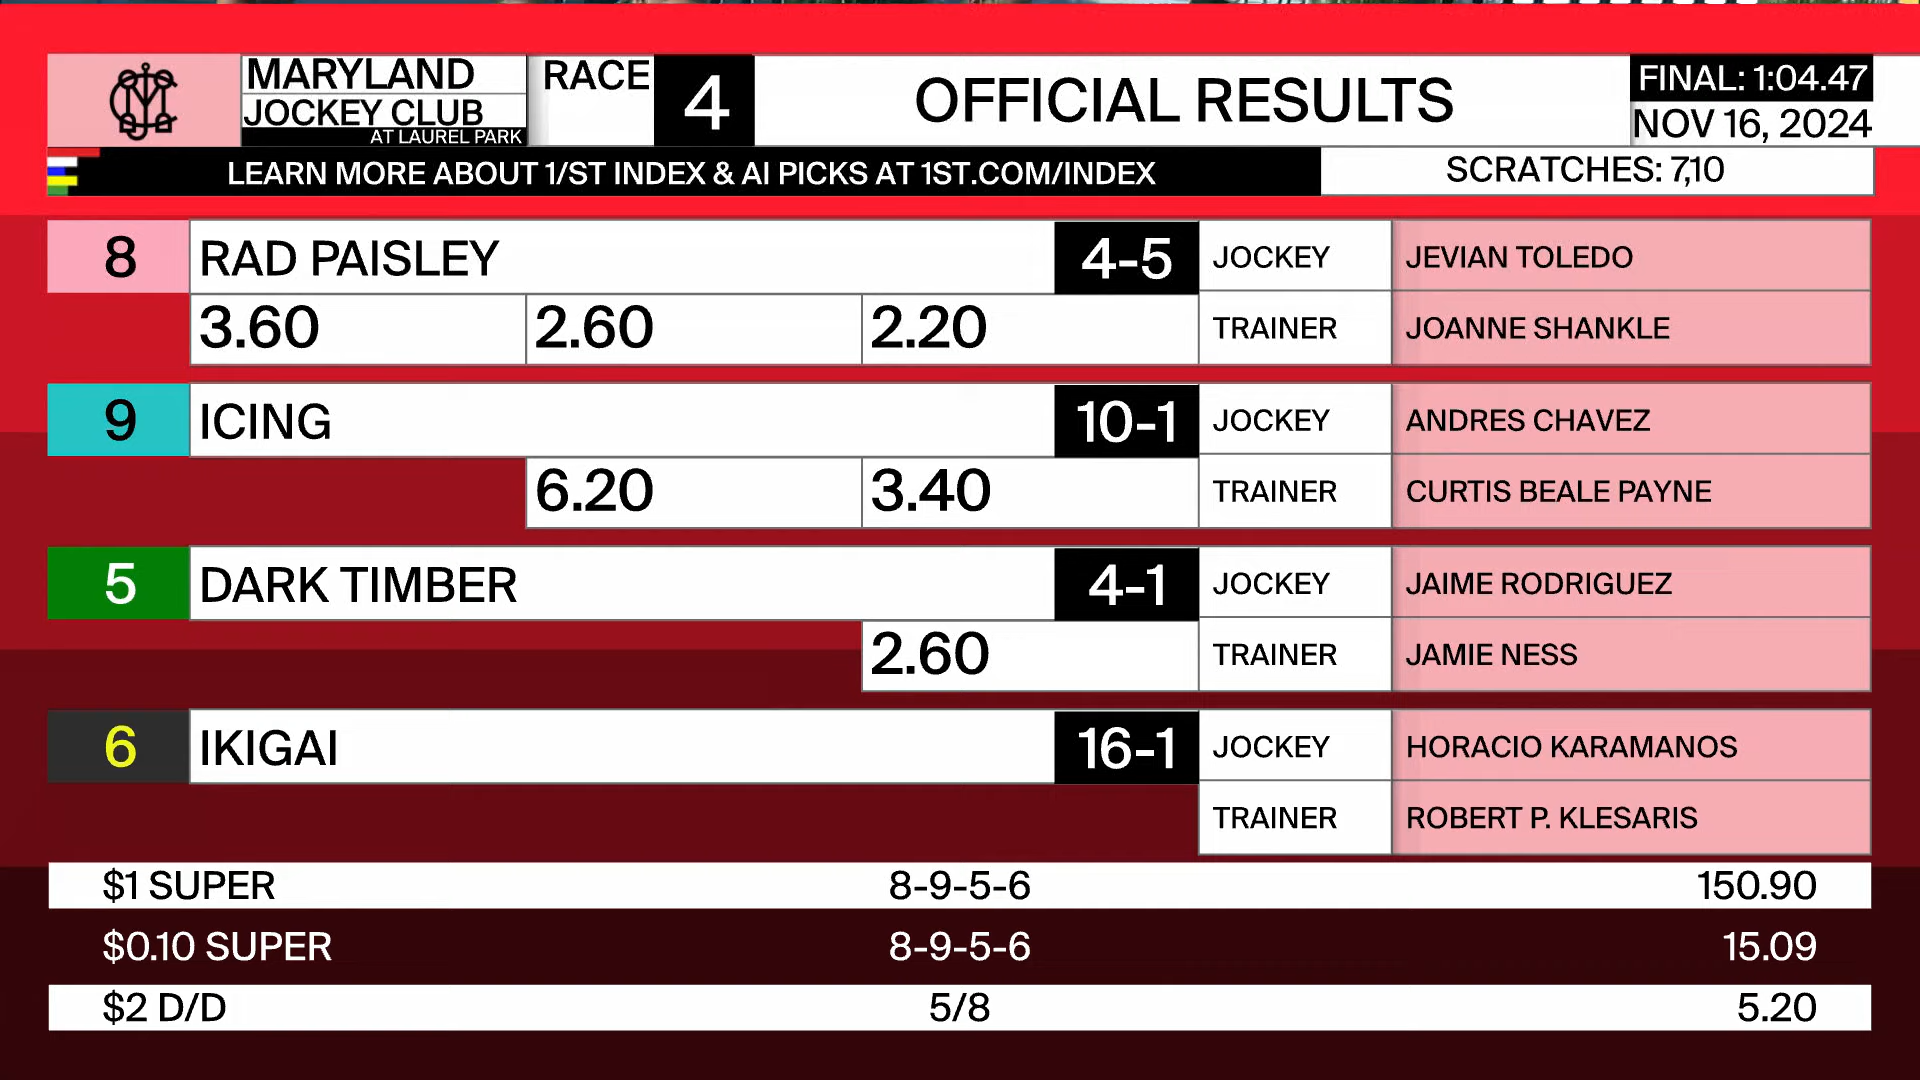 MARYLAND
JOCKEY CLUB
AT LAUREL PARK
RACE 4
OFFICIAL RESULTS
FINAL: 1:04.47
NOV 16, 2024
LEARN MORE ABOUT 1/ST INDEX & AI PICKS AT 1ST.COM/INDEX
SCRATCHES: 7,10
8 RAD PAISLEY 4-5 JOCKEY JEVIAN TOLEDO
3.60 2.60 2.20 TRAINER JOANNE SHANKLE
9 ICING 10-1 JOCKEY ANDRES CHAVEZ
6.20 3.40 TRAINER CURTIS BEALE PAYNE
5 DARK TIMBER 4-1 JOCKEY JAIME RODRIGUEZ
2.60 TRAINER JAMIE NESS
6 IKIGAI 16-1 JOCKEY HORACIO KARAMANOS
TRAINER ROBERT P. KLESARIS
$1 SUPER 8-9-5-6 150.90
$0.10 SUPER 8-9-5-6 15.09
$2 D/D 5/8 5.20